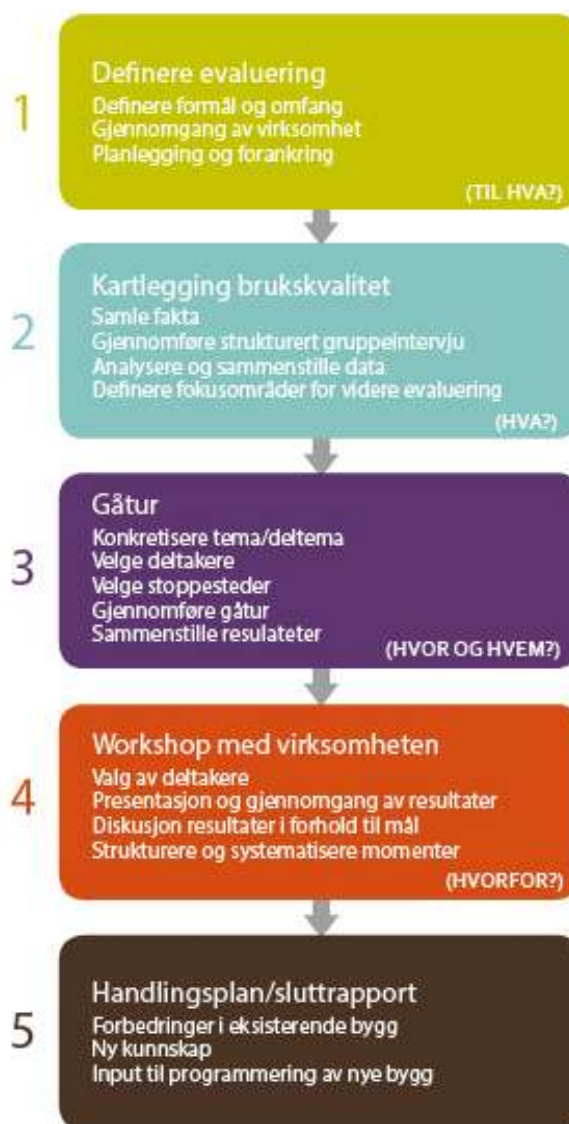 1
Definere evaluering
Definere formål og omfang
Gjennomgang av virksomhet
Planlegging og forankring
(TIL HVA?)
2
Kartlegging brukskvalitet
Samle fakta
Gjennomføre strukturert gruppeintervju
Analysere og sammenstille data
Definere fokusområder for videre evaluering
(HVA?)
3
Gåtur
Konkretisere tema/deltema
Velge deltakere
Velge stoppesteder
Gjennomføre gåtur
Sammenstille resulateter
(HVOR OG HVEM?)
4
Workshop med virksomheten
Valg av deltakere
Presentasjon og gjennomgang av resultater
Diskusjon resultater i forhold til mål
Strukturere og systematisere momenter
(HVORFOR?)
5
Handlingsplan/sluttrapport
Forbedringer i eksisterende bygg
Ny kunnskap
Input til programmering av nye bygg